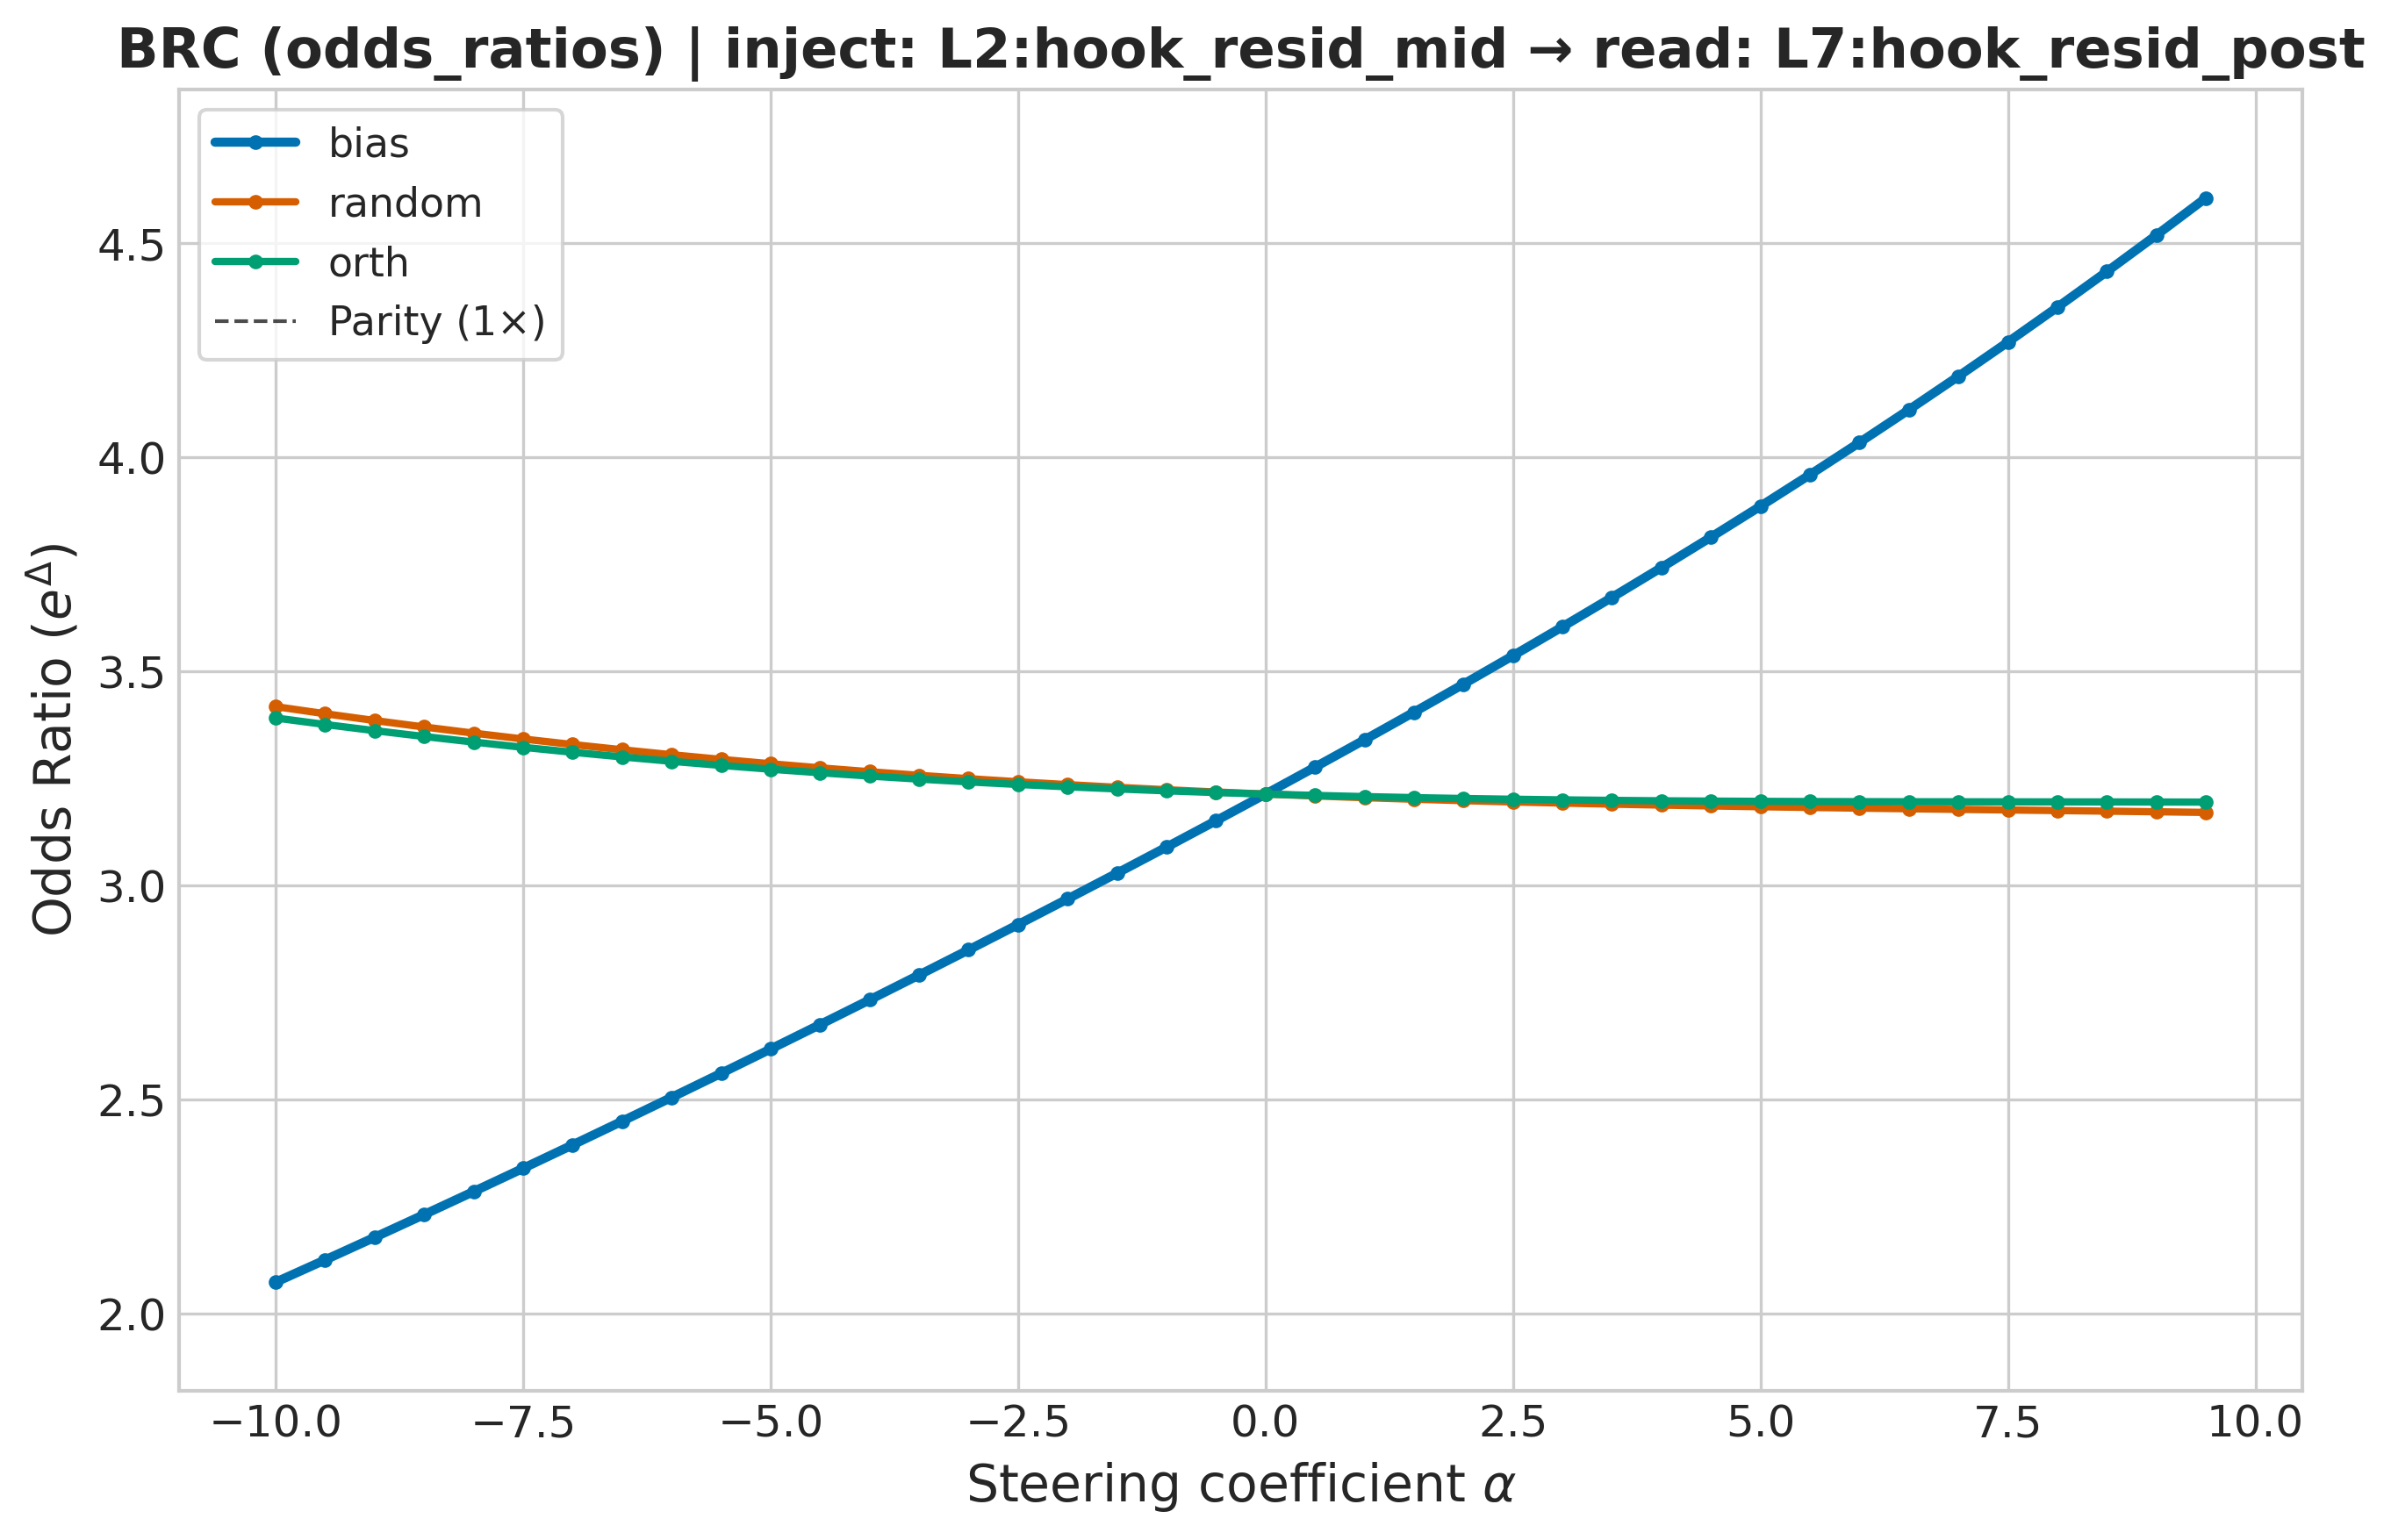 BRC (odds_ratios) | inject: L2:hook_resid_mid → read: L7:hook_resid_post
bias
random
orth
Parity (1×)
4.5
4.0
3.5
3.0
2.5
2.0
Odds Ratio (e^Δ)
−10.0 −7.5 −5.0 −2.5 0.0 2.5 5.0 7.5 10.0
Steering coefficient α